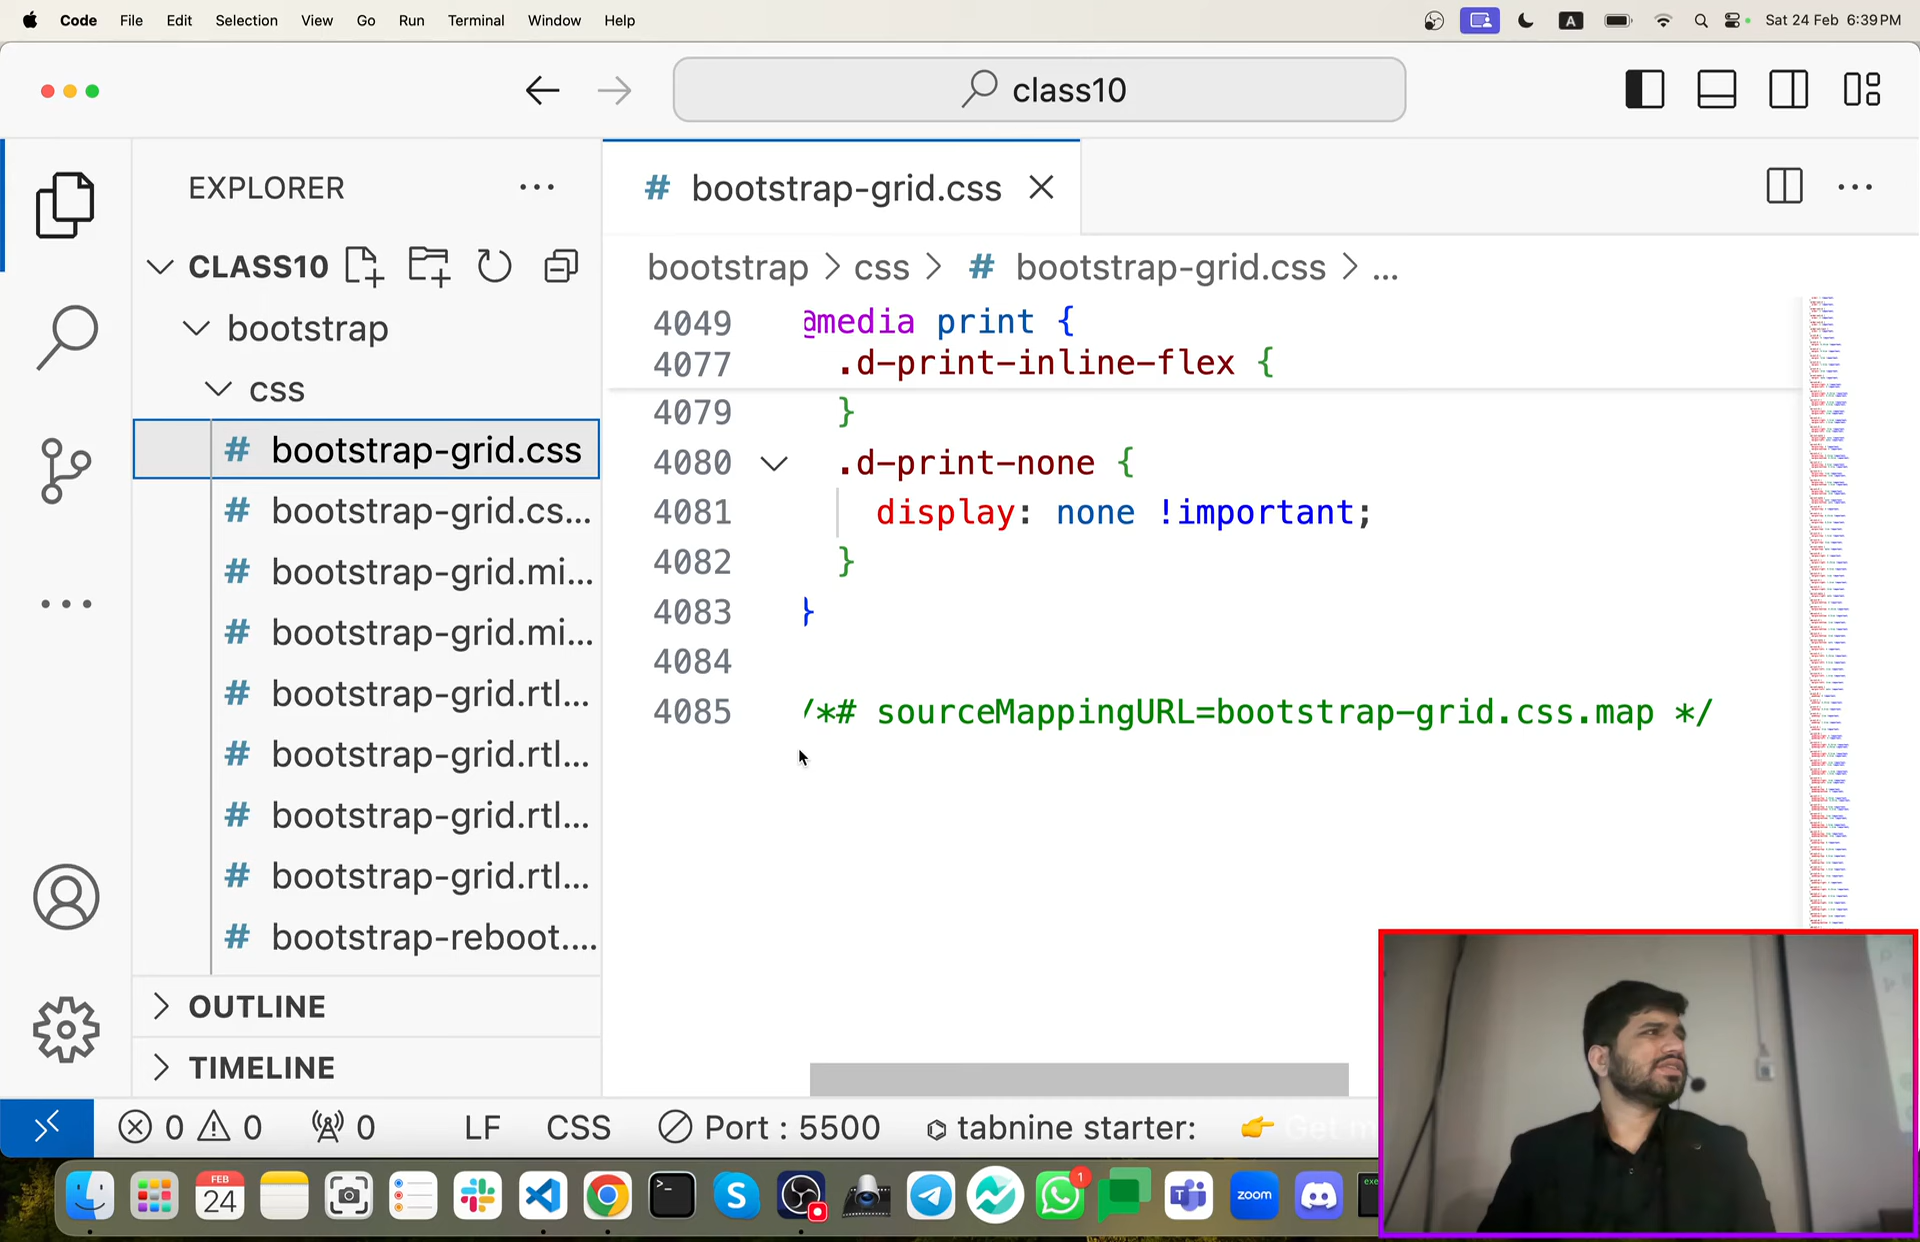 Code File Edit Selection View Go Run Terminal Window Help A Sat 24 Feb 6:39 PM
class10
EXPLORER
CLASS10
bootstrap
css
# bootstrap-grid.css
# bootstrap-grid.cs...
# bootstrap-grid.mi...
# bootstrap-grid.mi...
# bootstrap-grid.rtl...
# bootstrap-grid.rtl...
# bootstrap-grid.rtl...
# bootstrap-grid.rtl...
# bootstrap-reboot....
OUTLINE
TIMELINE
# bootstrap-grid.css
bootstrap > css > # bootstrap-grid.css > ...
4049 @media print {
4077 .d-print-inline-flex {
4079 }
4080 .d-print-none {
4081 display: none !important;
4082 }
4083 }
4084
4085 /*# sourceMappingURL=bootstrap-grid.css.map */
0 0 0 LF CSS Port : 5500 tabnine starter: Get
FEB
24
>_
S
1
T
zoom
exe